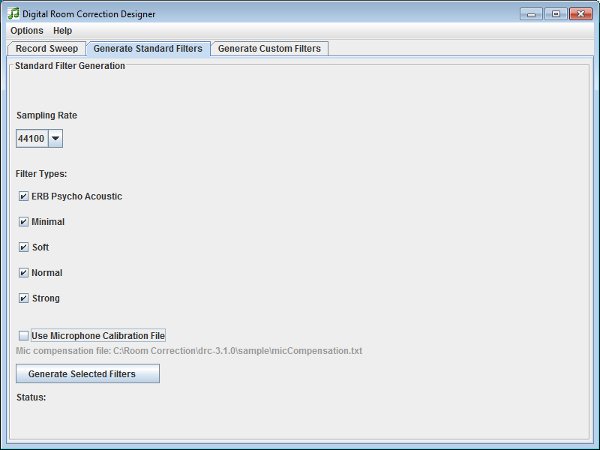 Digital Room Correction Designer
Options Help
Record Sweep Generate Standard Filters Generate Custom Filters
Standard Filter Generation
Sampling Rate
44100
Filter Types:
ERB Psycho Acoustic
Minimal
Soft
Normal
Strong
Use Microphone Calibration File
Mic compensation file: C:\Room Correction\drc-3.1.0\sample\micCompensation.txt
Generate Selected Filters
Status: